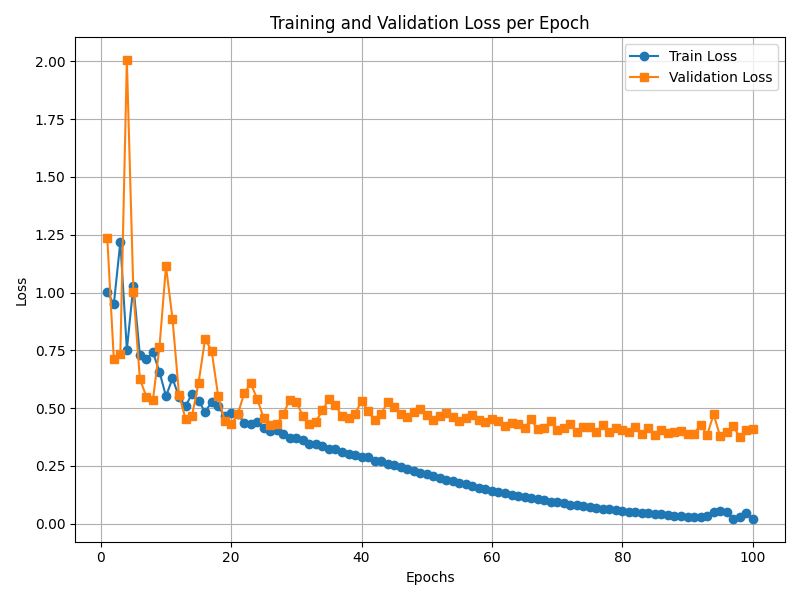 Training and Validation Loss per Epoch
Train Loss
Validation Loss
2.00
1.75
1.50
1.25
1.00
0.75
0.50
0.25
0.00
Loss
0 20 40 60 80 100
Epochs